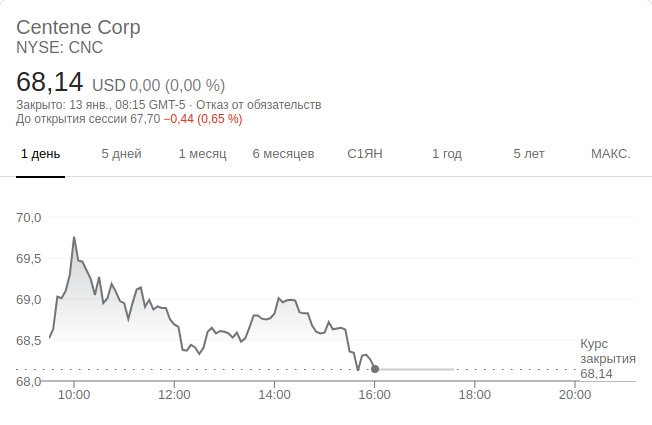 Centene Corp
NYSE: CNC
68,14 USD 0,00 (0,00 %)
Закрыто: 13 янв., 08:15 GMT-5 · Отказ от обязательств
До открытия сессии 67,70 −0,44 (0,65 %)
1 день 5 дней 1 месяц 6 месяцев С1ЯН 1 год 5 лет МАКС.
70,0
69,5
69,0
68,5
Курс
закрытия
68,14
68,0
10:00 12:00 14:00 16:00 18:00 20:00